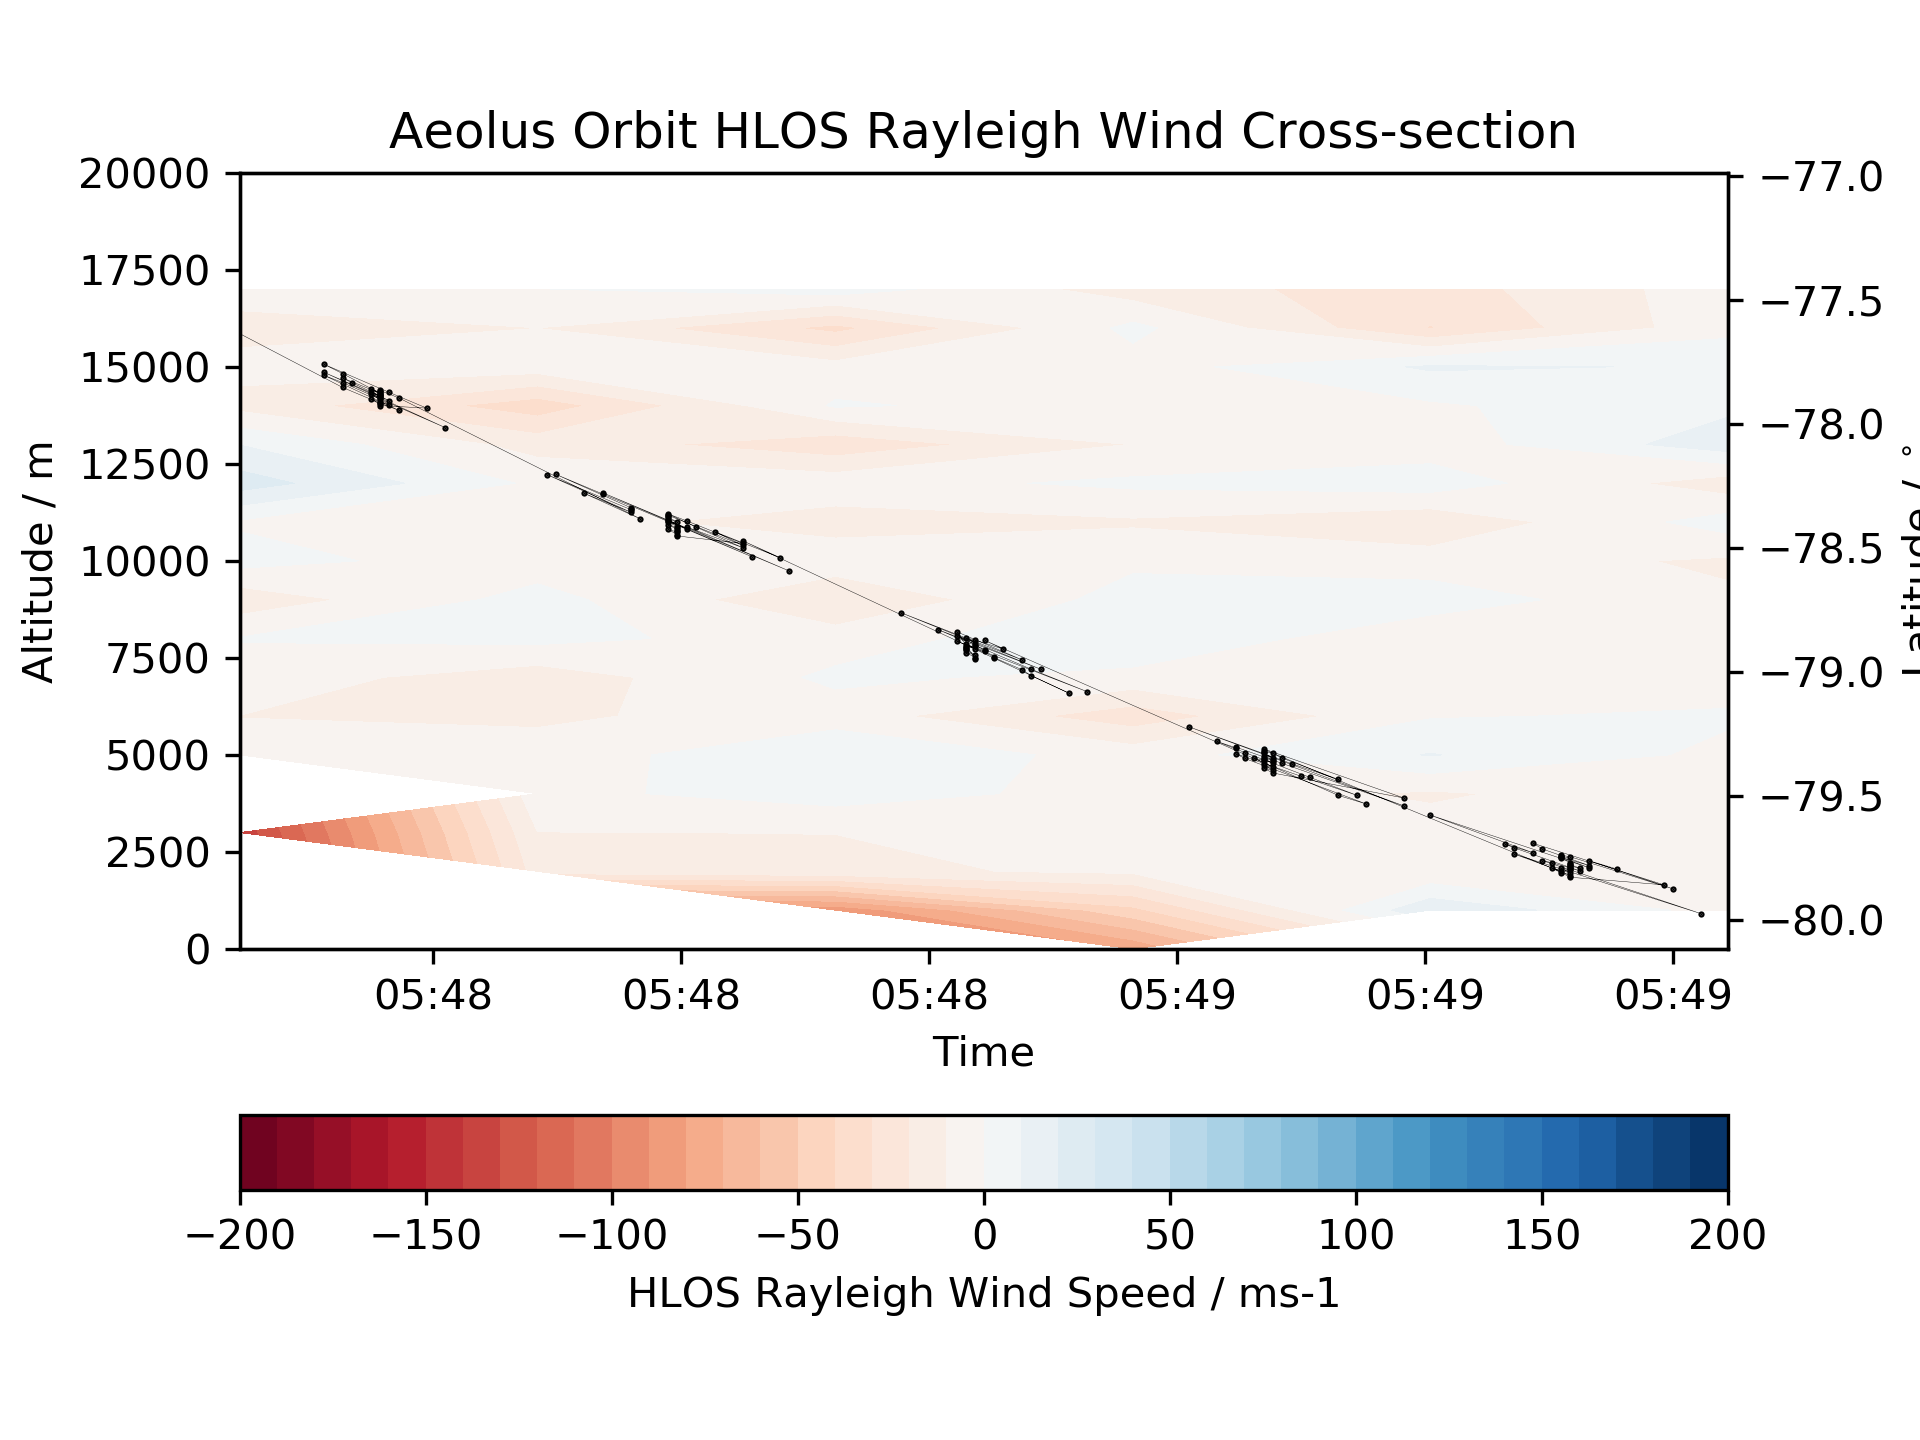 Aeolus Orbit HLOS Rayleigh Wind Cross-section
20000
17500
15000
12500
10000
7500
5000
2500
0
Altitude / m
−77.0
−77.5
−78.0
−78.5
−79.0
−79.5
−80.0
Latitude / °
05:48 05:48 05:48 05:49 05:49 05:49
Time
−200 −150 −100 −50 0 50 100 150 200
HLOS Rayleigh Wind Speed / ms-1